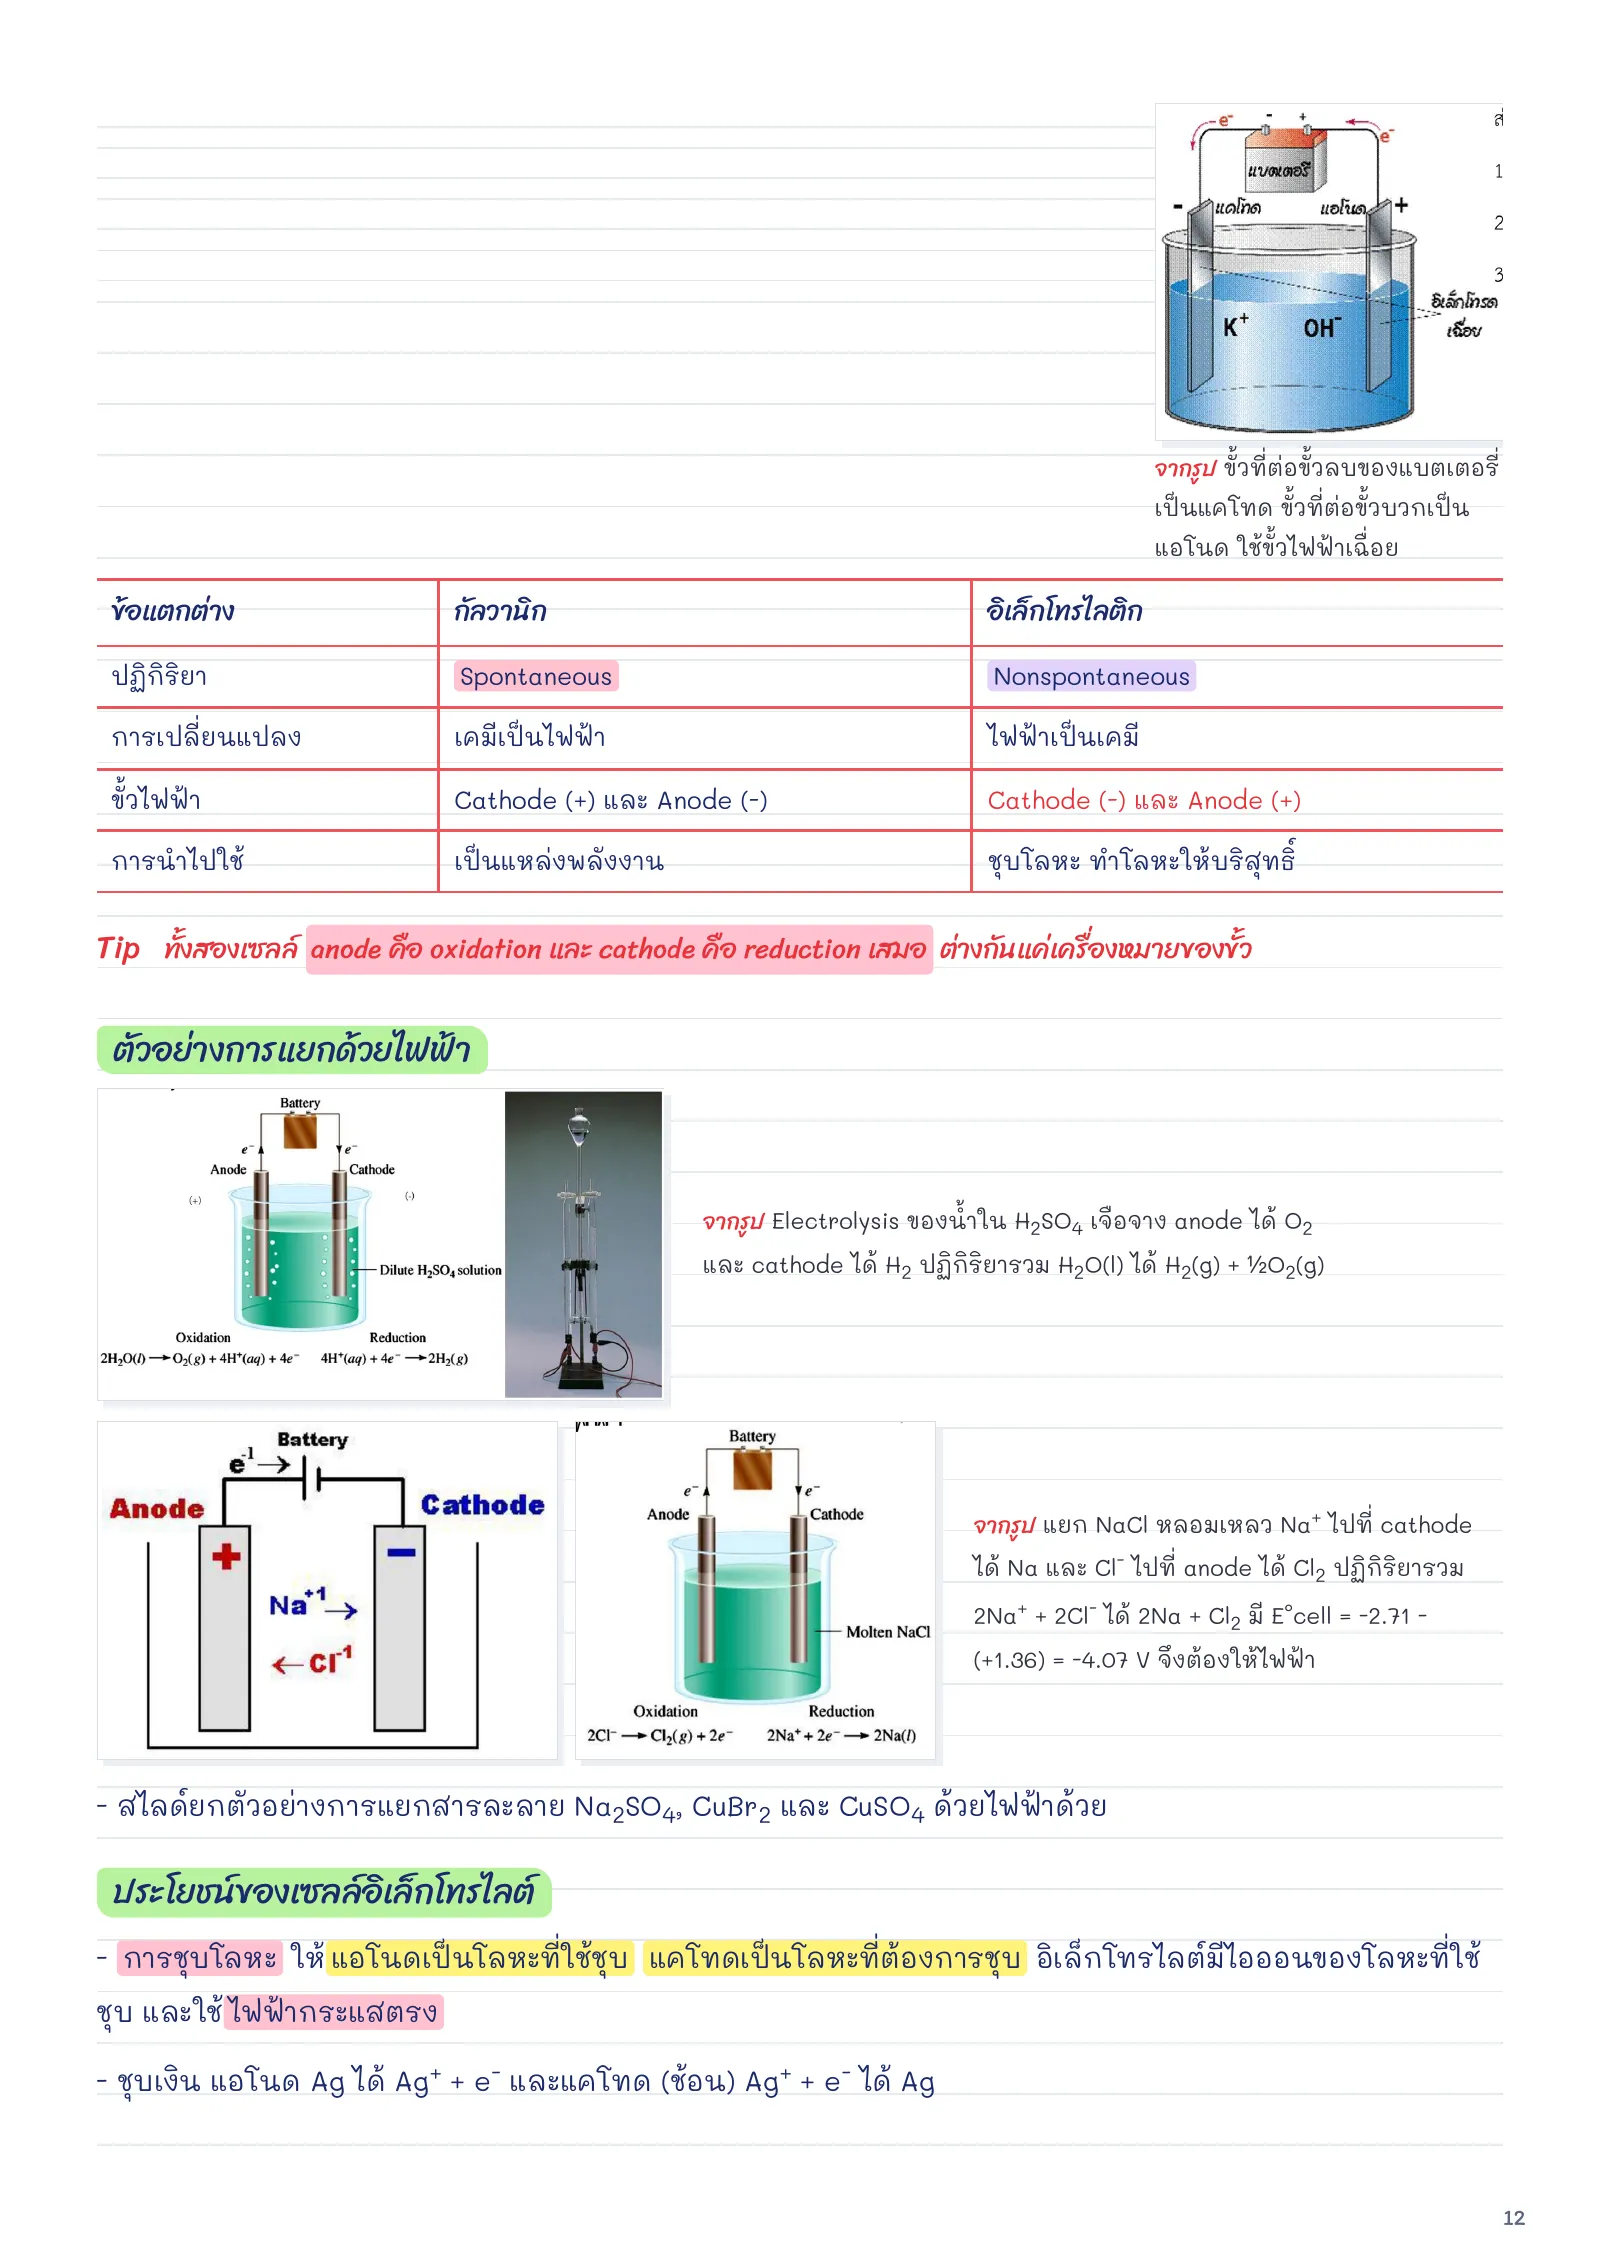 e⁻ - + e⁻
แบตเตอรี่
- แคโทด แอโนด +
K⁺ OH⁻
อิเล็กโทรด
เฉื่อย
1
2
3
จากรูป ขั้วที่ต่อขั้วลบของแบตเตอรี่
เป็นแคโทด ขั้วที่ต่อขั้วบวกเป็น
แอโนด ใช้ขั้วไฟฟ้าเฉื่อย
ข้อแตกต่าง กัลวานิก อิเล็กโทรไลติก
ปฏิกิริยา Spontaneous Nonspontaneous
การเปลี่ยนแปลง เคมีเป็นไฟฟ้า ไฟฟ้าเป็นเคมี
ขั้วไฟฟ้า Cathode (+) และ Anode (-) Cathode (-) และ Anode (+)
การนำไปใช้ เป็นแหล่งพลังงาน ชุบโลหะ ทำโลหะให้บริสุทธิ์
Tip ทั้งสองเซลล์ anode คือ oxidation และ cathode คือ reduction เสมอ ต่างกันแค่เครื่องหมายของขั้ว
ตัวอย่างการแยกด้วยไฟฟ้า
Battery
e⁻ e⁻
Anode Cathode
(+) (-)
Dilute H₂SO₄ solution
Oxidation Reduction
2H₂O(l) ⟶ O₂(g) + 4H⁺(aq) + 4e⁻ 4H⁺(aq) + 4e⁻ ⟶ 2H₂(g)
จากรูป Electrolysis ของน้ำใน H₂SO₄ เจือจาง anode ได้ O₂
และ cathode ได้ H₂ ปฏิกิริยารวม H₂O(l) ได้ H₂(g) + ½O₂(g)
Battery
e⁻¹ →
Anode Cathode
+ −
Na⁺¹ →
← Cl⁻¹
Battery
e⁻ e⁻
Anode Cathode
Molten NaCl
Oxidation Reduction
2Cl⁻ ⟶ Cl₂(g) + 2e⁻ 2Na⁺ + 2e⁻ ⟶ 2Na(l)
จากรูป แยก NaCl หลอมเหลว Na⁺ ไปที่ cathode
ได้ Na และ Cl⁻ ไปที่ anode ได้ Cl₂ ปฏิกิริยารวม
2Na⁺ + 2Cl⁻ ได้ 2Na + Cl₂ มี E°cell = -2.71 -
(+1.36) = -4.07 V จึงต้องให้ไฟฟ้า
- สไลด์ยกตัวอย่างการแยกสารละลาย Na₂SO₄, CuBr₂ และ CuSO₄ ด้วยไฟฟ้าด้วย
ประโยชน์ของเซลล์อิเล็กโทรไลต์
- การชุบโลหะ ให้แอโนดเป็นโลหะที่ใช้ชุบ แคโทดเป็นโลหะที่ต้องการชุบ อิเล็กโทรไลต์มีไอออนของโลหะที่ใช้
ชุบ และใช้ไฟฟ้ากระแสตรง
- ชุบเงิน แอโนด Ag ได้ Ag⁺ + e⁻ และแคโทด (ช้อน) Ag⁺ + e⁻ ได้ Ag
12